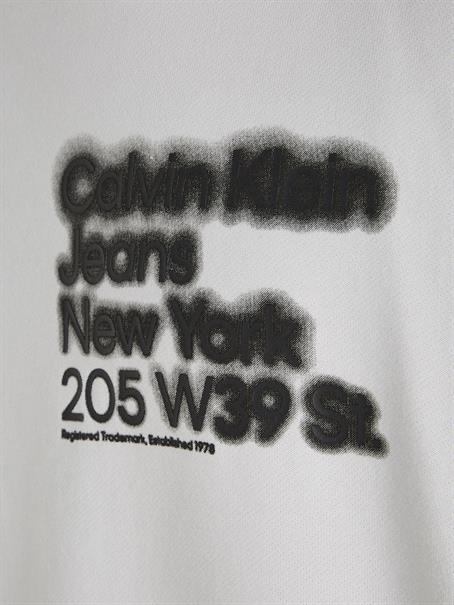 Calvin Klein
Jeans
New York
205 W39 St.
Registered Trademark, Established 1978